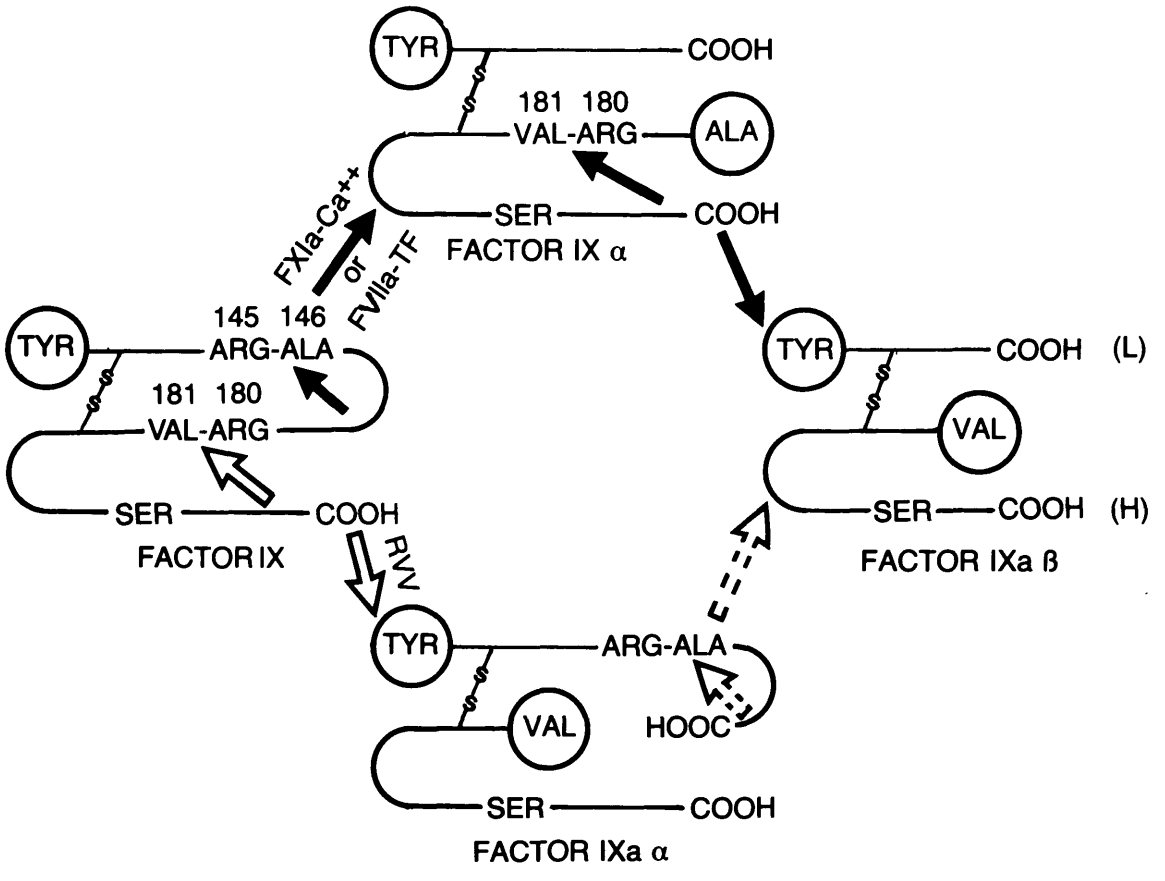 TYR COOH
S
S
181 180
VAL-ARG ALA
SER COOH
FACTOR IX α
FXIa-Ca++
or
FVIIa-TF
145 146
TYR ARG-ALA
S
S
181 180
VAL-ARG
SER COOH
FACTOR IX
RVV
TYR COOH (L)
S
S
VAL
SER COOH (H)
FACTOR IXa ß
TYR ARG-ALA
S
S
VAL HOOC
SER COOH
FACTOR IXa α